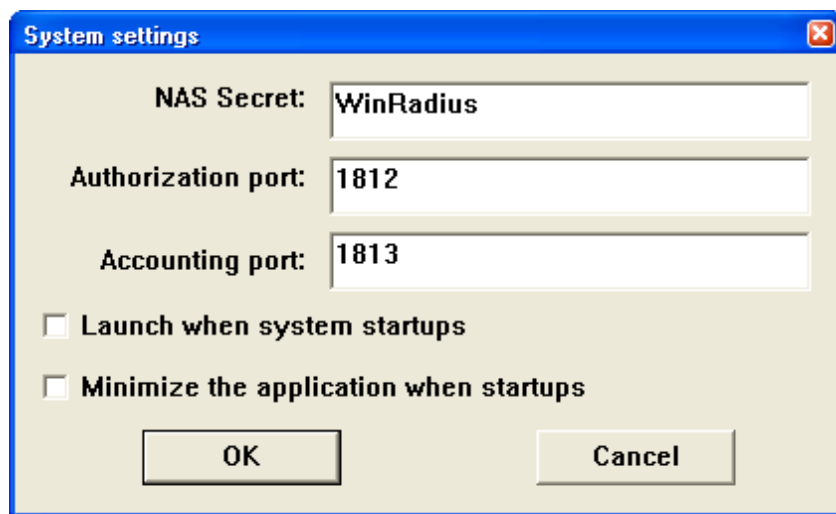 System settings
NAS Secret: WinRadius
Authorization port: 1812
Accounting port: 1813
Launch when system startups
Minimize the application when startups
OK Cancel